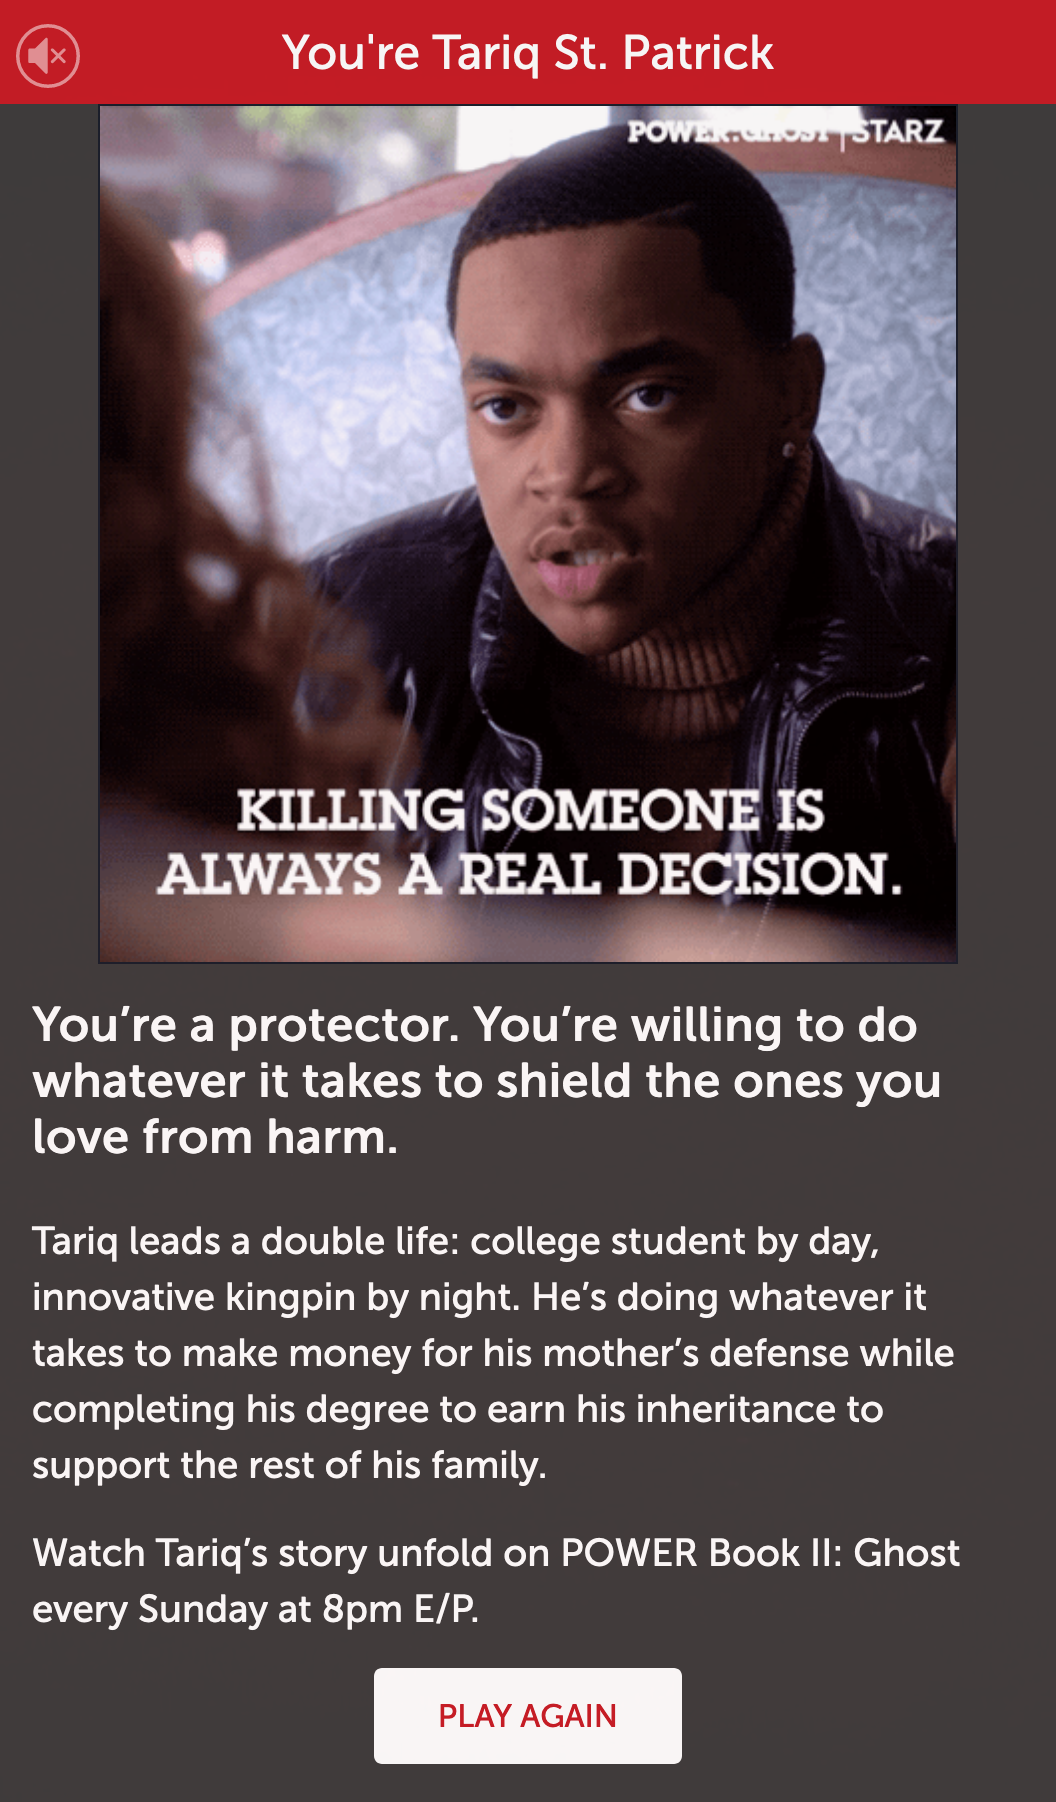 You're Tariq St. Patrick
POWER:GHOST | STARZ
KILLING SOMEONE IS
ALWAYS A REAL DECISION.
You’re a protector. You’re willing to do
whatever it takes to shield the ones you
love from harm.
Tariq leads a double life: college student by day,
innovative kingpin by night. He’s doing whatever it
takes to make money for his mother’s defense while
completing his degree to earn his inheritance to
support the rest of his family.
Watch Tariq’s story unfold on POWER Book II: Ghost
every Sunday at 8pm E/P.
PLAY AGAIN